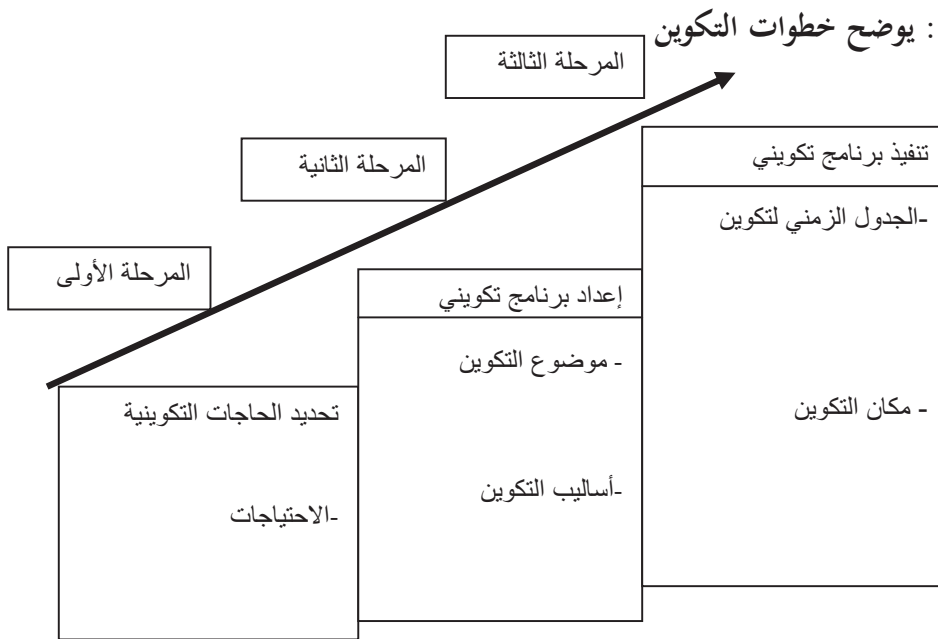 : يوضح خطوات التكوين
المرحلة الثالثة
المرحلة الثانية
المرحلة الأولى
تنفيذ برنامج تكويني
-الجدول الزمني لتكوين
- مكان التكوين
إعداد برنامج تكويني
- موضوع التكوين
-أساليب التكوين
تحديد الحاجات التكوينية
-الاحتياجات